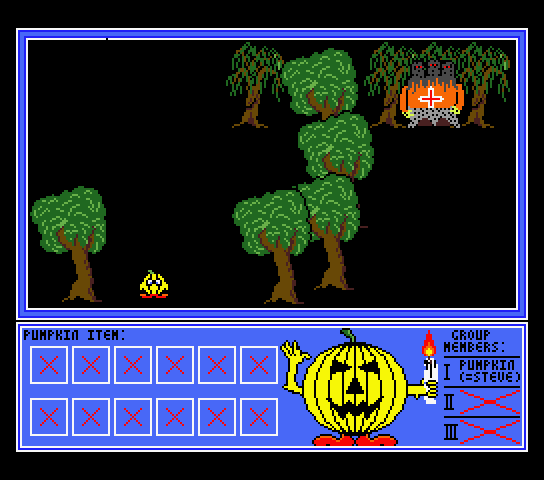 PUMPKIN ITEM:
GROUP
MEMBERS:
I PUMPKIN
(=STEVE)
II
III